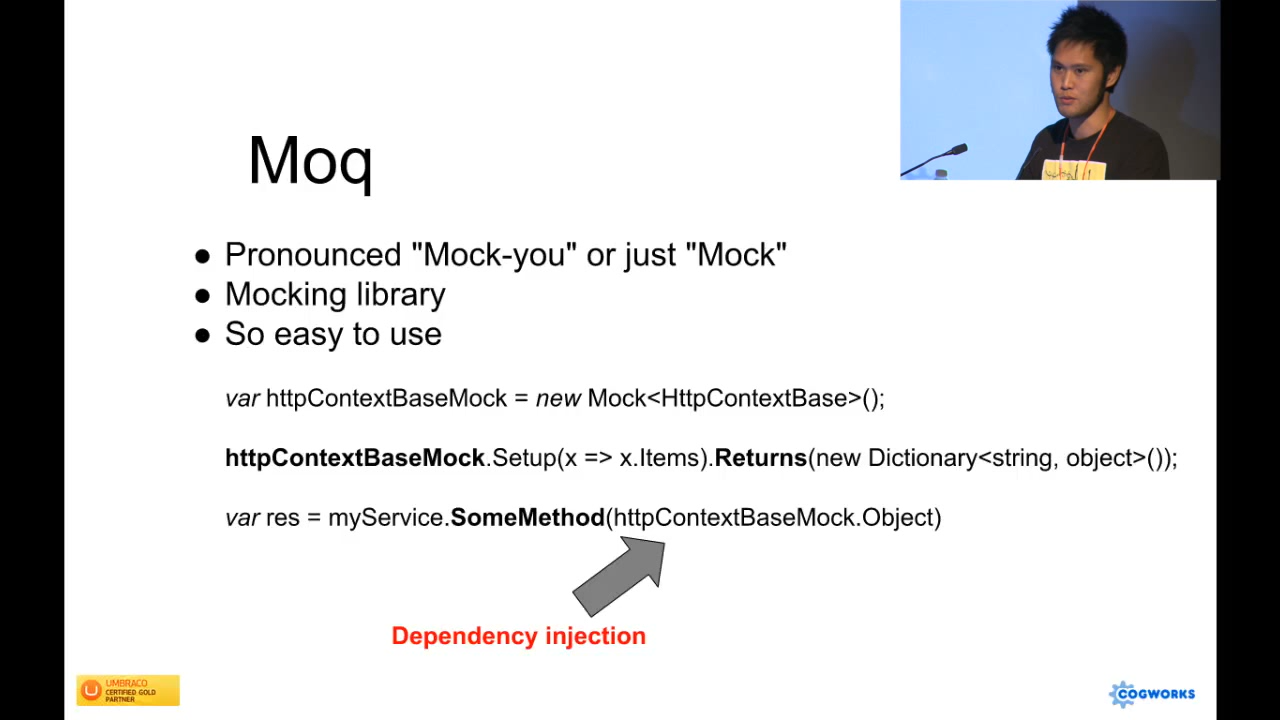 Moq
● Pronounced "Mock-you" or just "Mock"
● Mocking library
● So easy to use
var httpContextBaseMock = new Mock<HttpContextBase>();
httpContextBaseMock.Setup(x => x.Items).Returns(new Dictionary<string, object>());
var res = myService.SomeMethod(httpContextBaseMock.Object)
Dependency injection
UMBRACO
CERTIFIED GOLD
PARTNER
COGWORKS